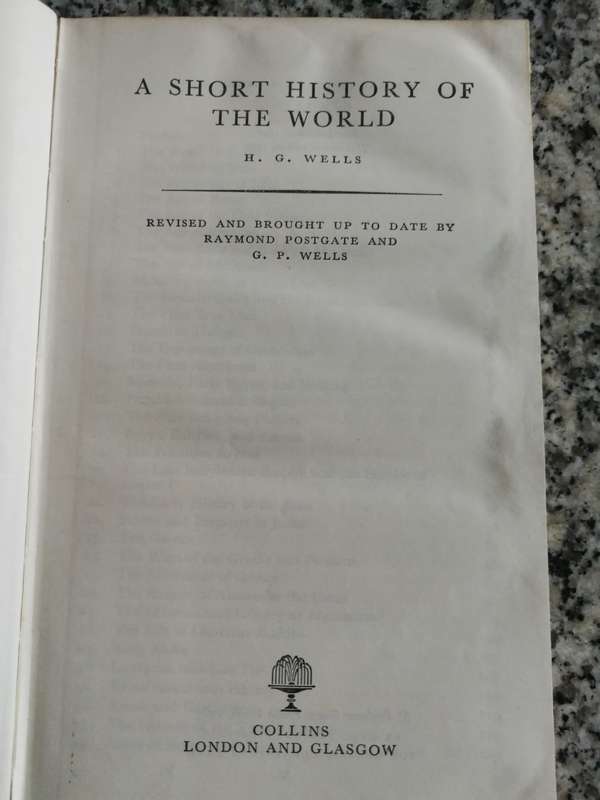 A SHORT HISTORY OF
THE WORLD
H. G. WELLS
REVISED AND BROUGHT UP TO DATE BY
RAYMOND POSTGATE AND
G. P. WELLS
COLLINS
LONDON AND GLASGOW